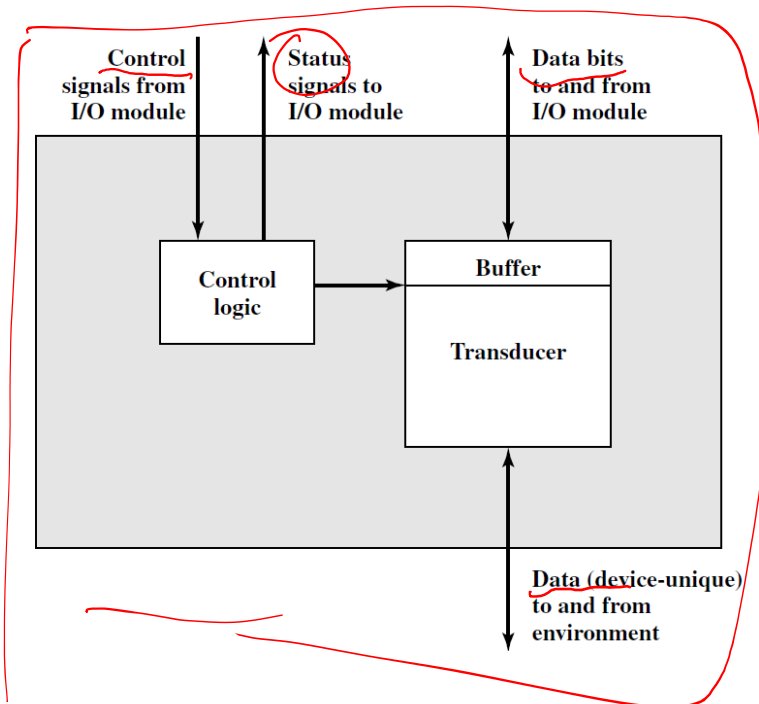 Control
signals from
I/O module
Status
signals to
I/O module
Data bits
to and from
I/O module
Control
logic
Buffer
Transducer
Data (device-unique)
to and from
environment